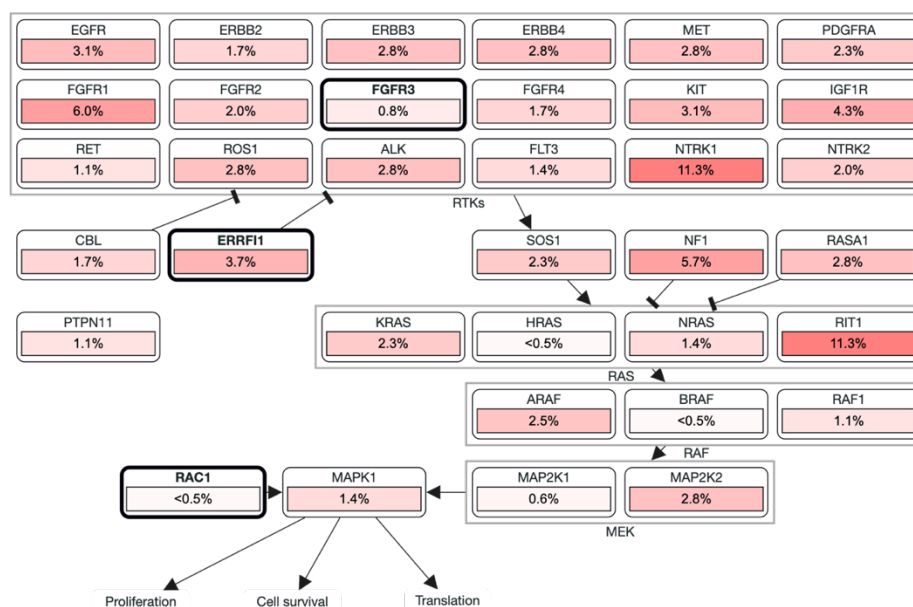 EGFR ERBB2 ERBB3 ERBB4 MET PDGFRA
3.1% 1.7% 2.8% 2.8% 2.8% 2.3%
FGFR1 FGFR2 FGFR3 FGFR4 KIT IGF1R
6.0% 2.0% 0.8% 1.7% 3.1% 4.3%
RET ROS1 ALK FLT3 NTRK1 NTRK2
1.1% 2.8% 2.8% 1.4% 11.3% 2.0%
RTKs
CBL ERRFI1 SOS1 NF1 RASA1
1.7% 3.7% 2.3% 5.7% 2.8%
PTPN11 KRAS HRAS NRAS RIT1
1.1% 2.3% <0.5% 1.4% 11.3%
RAS
ARAF BRAF RAF1
2.5% <0.5% 1.1%
RAF
RAC1 MAPK1 MAP2K1 MAP2K2
<0.5% 1.4% 0.6% 2.8%
MEK
Proliferation Cell survival Translation